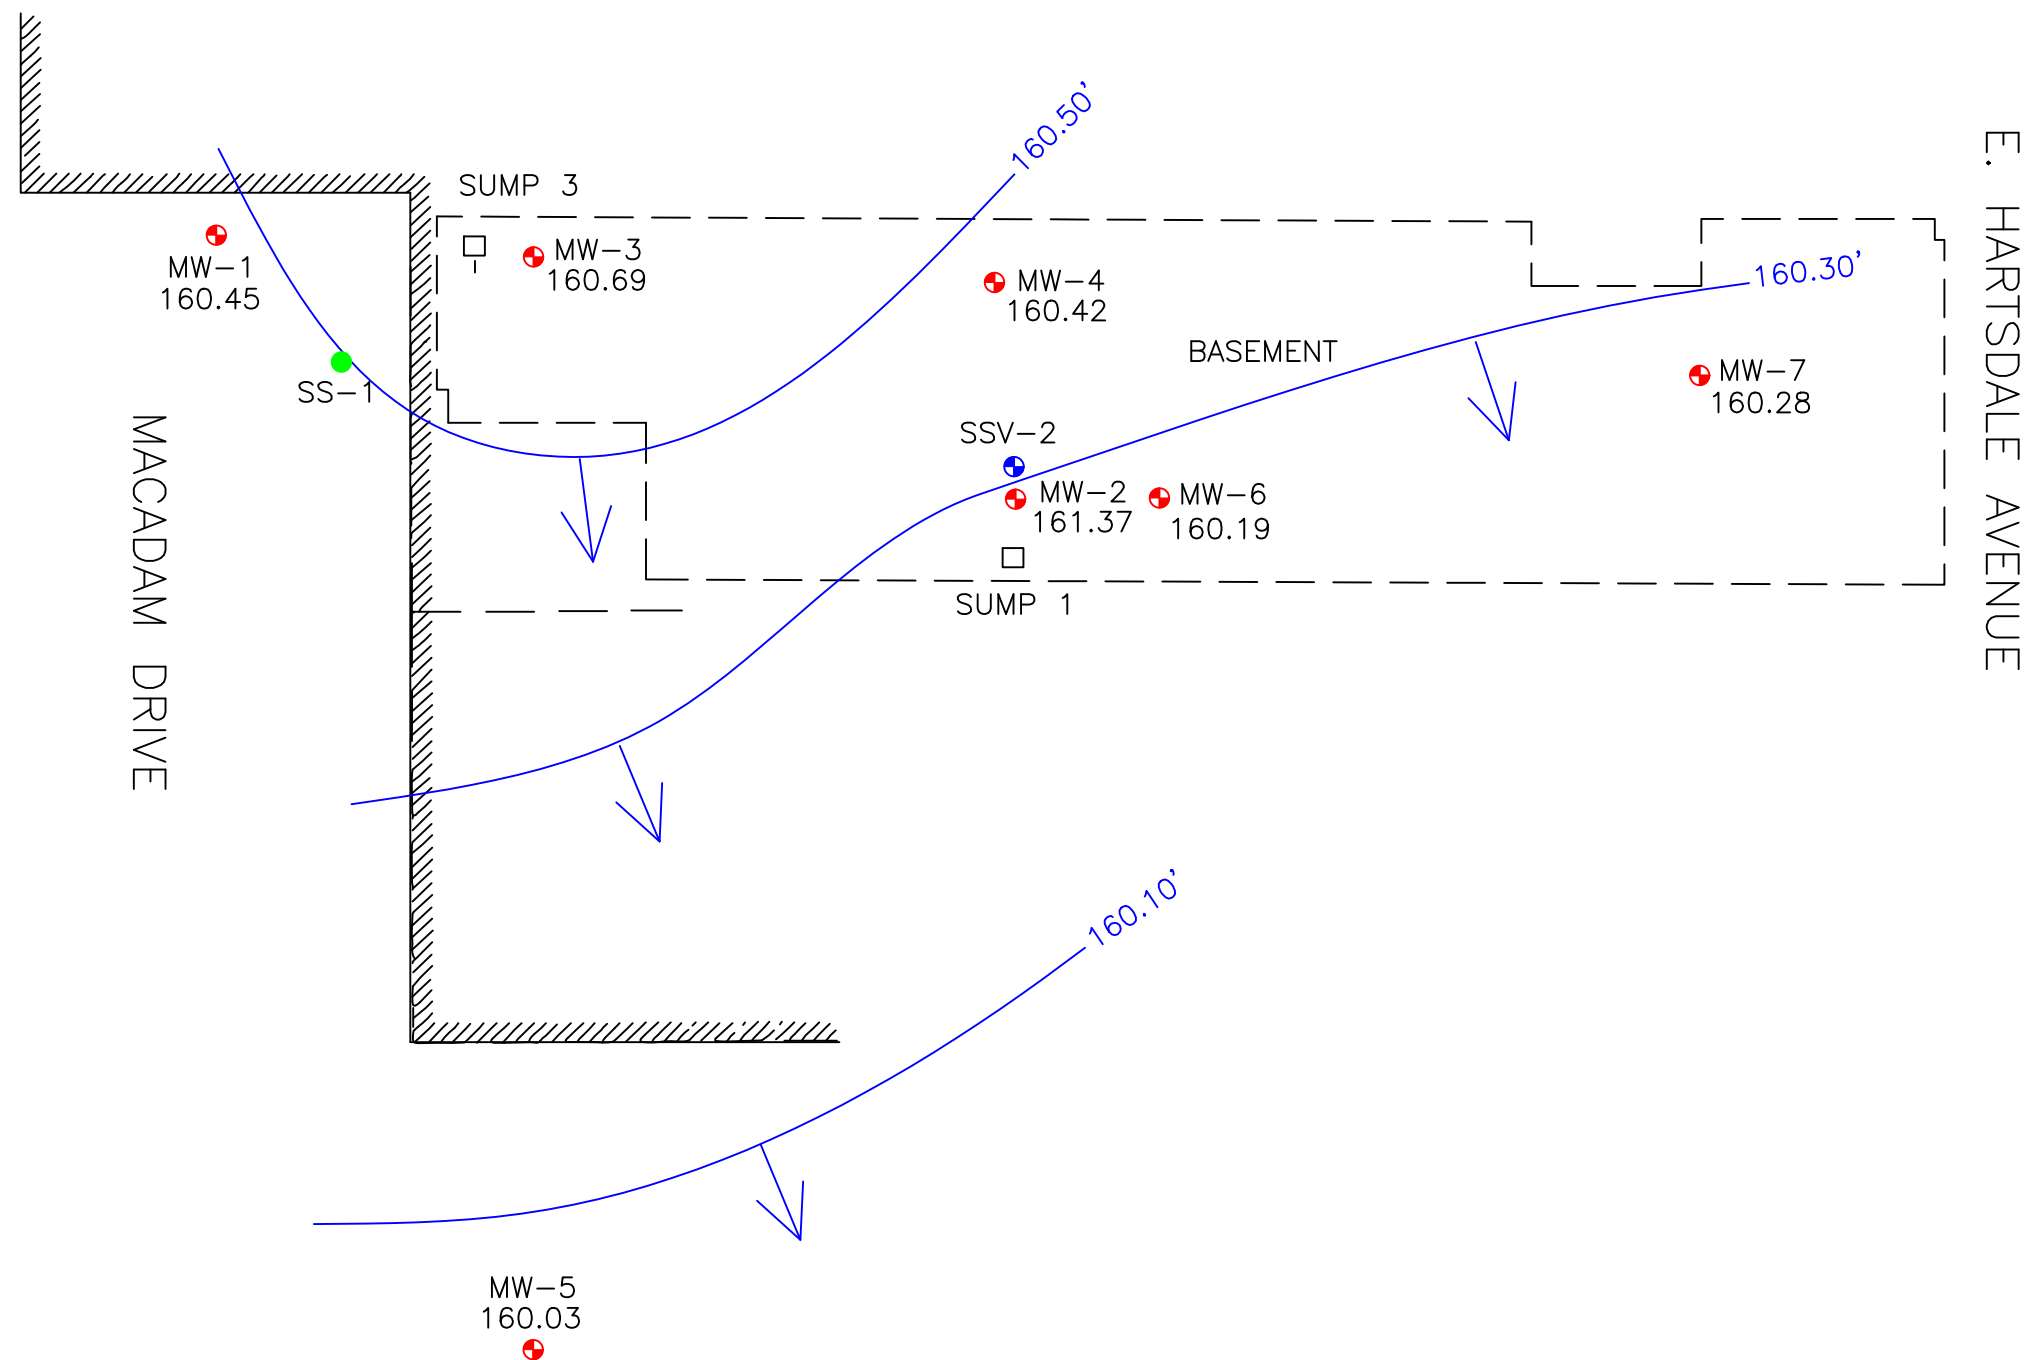 160.50'
E. HARTSDALE AVENUE
SUMP 3
MW-1
160.45
MW-3
160.69
MW-4
160.42
160.30'
BASEMENT
MW-7
160.28
SS-1
SSV-2
MW-2
161.37
MW-6
160.19
MACADAM DRIVE
SUMP 1
160.10'
MW-5
160.03